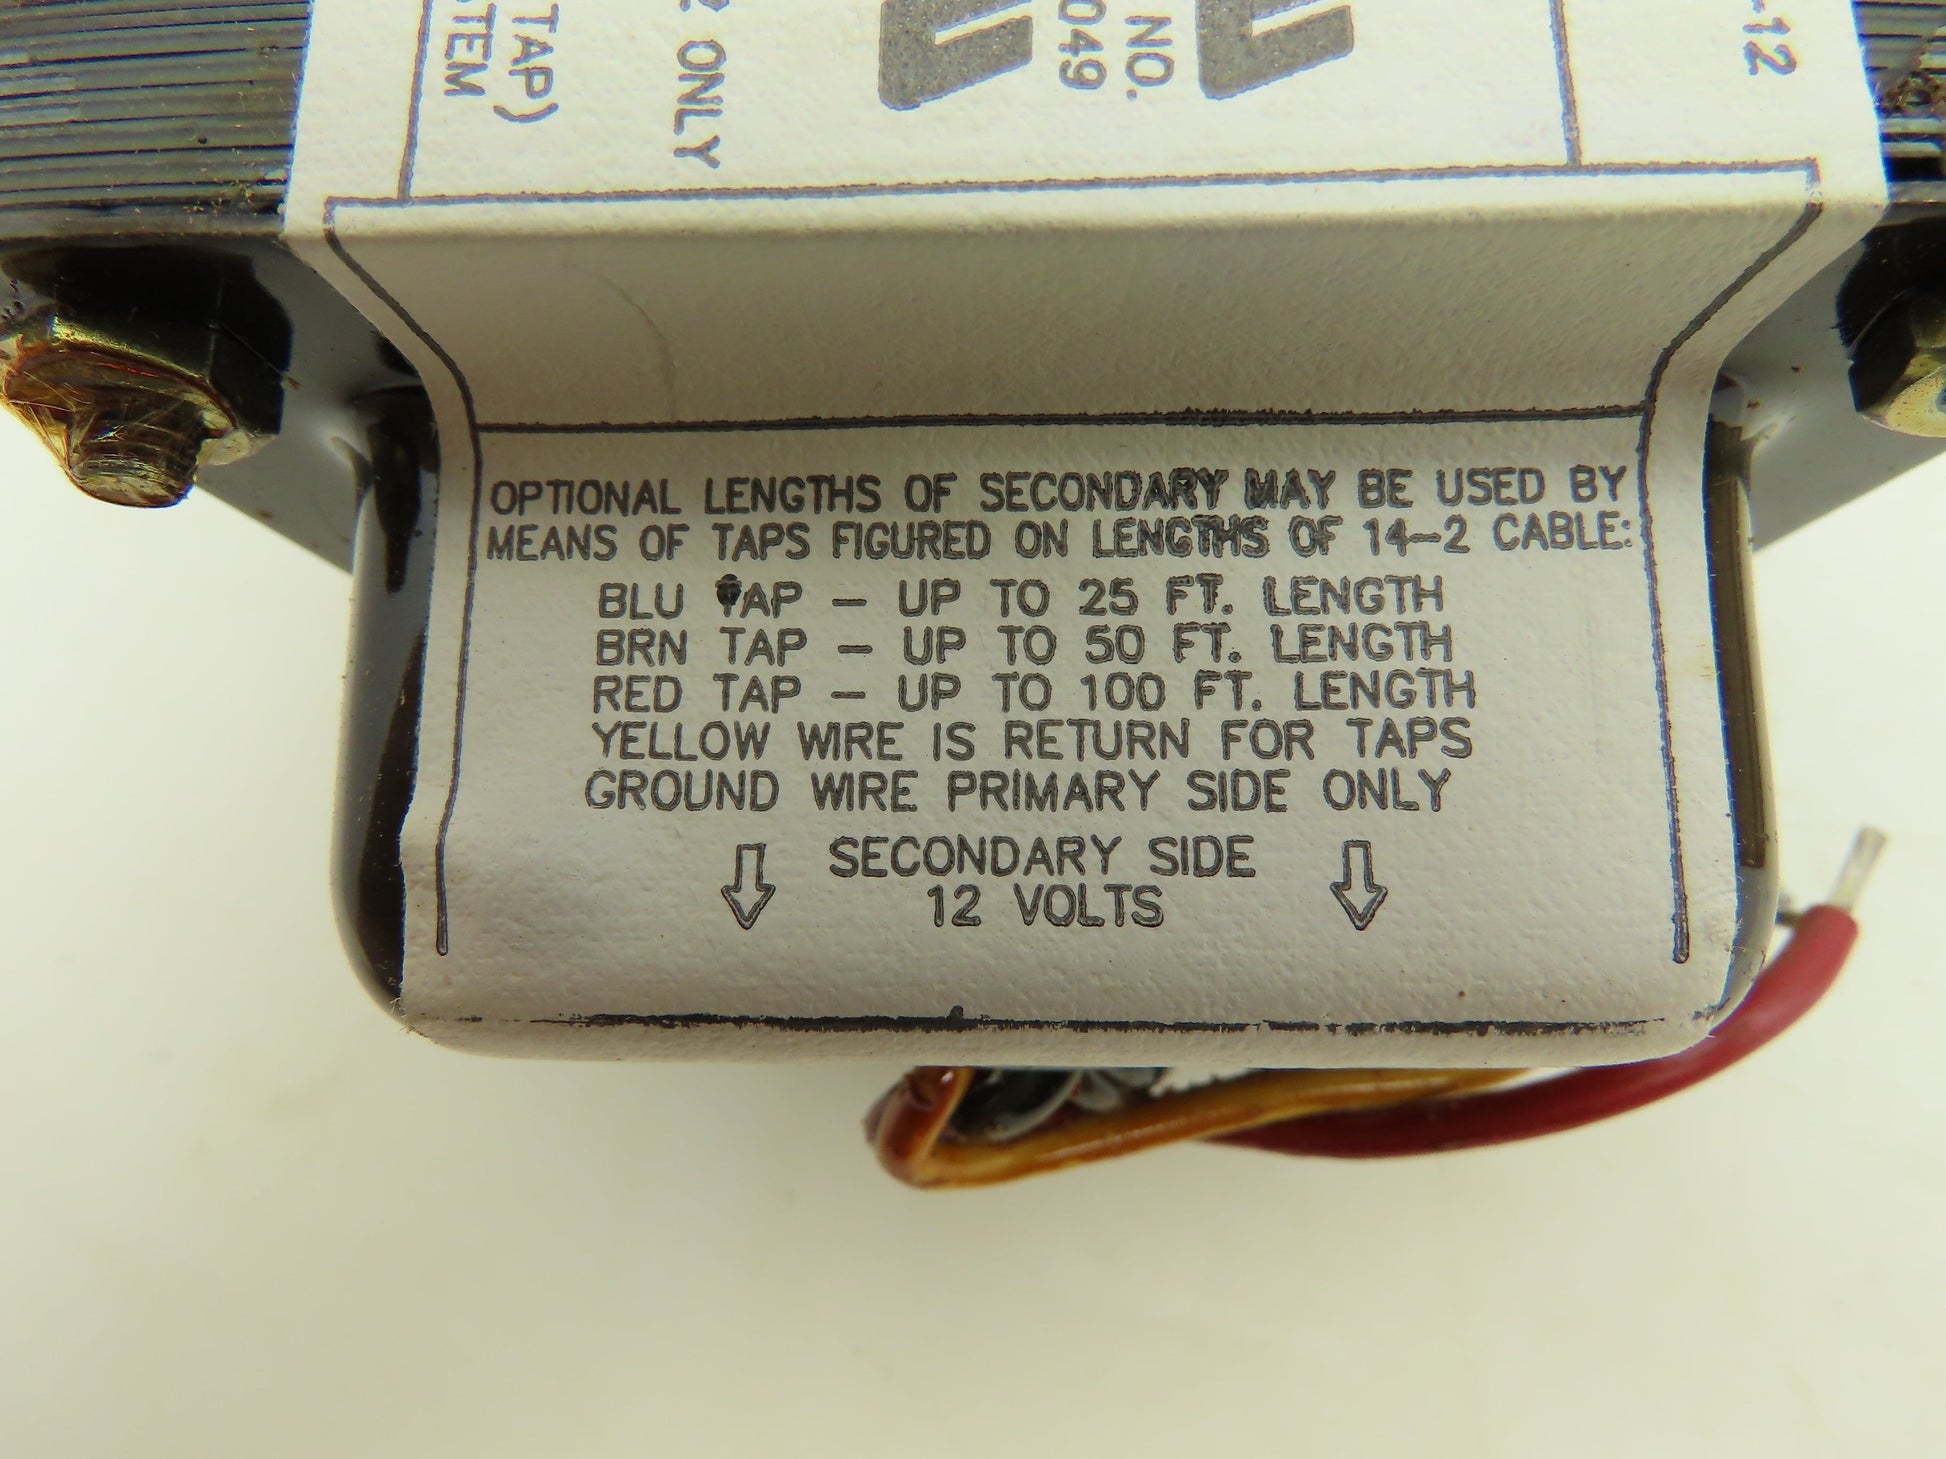 TAP)
STEM
2 ONLY
NO.
049
-12
OPTIONAL LENGTHS OF SECONDARY MAY BE USED BY
MEANS OF TAPS FIGURED ON LENGTHS OF 14-2 CABLE:
BLU TAP - UP TO 25 FT. LENGTH
BRN TAP - UP TO 50 FT. LENGTH
RED TAP - UP TO 100 FT. LENGTH
YELLOW WIRE IS RETURN FOR TAPS
GROUND WIRE PRIMARY SIDE ONLY
SECONDARY SIDE
12 VOLTS